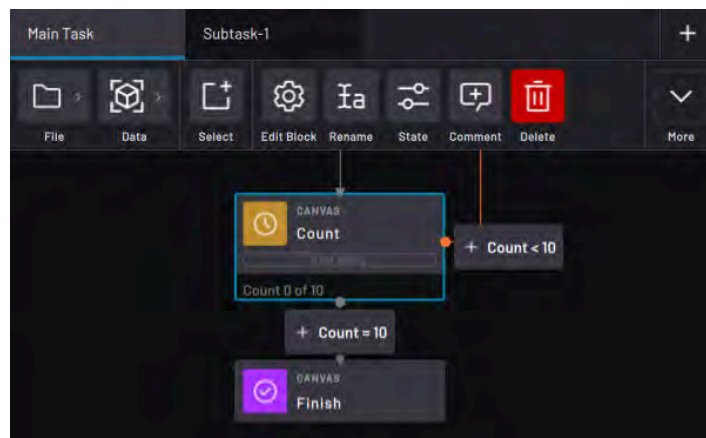 Main Task
Subtask-1
File
Data
Select
Edit Block
Rename
State
Comment
Delete
More
CANVAS
Count
Count < 10
Count 0 of 10
Count = 10
CANVAS
Finish